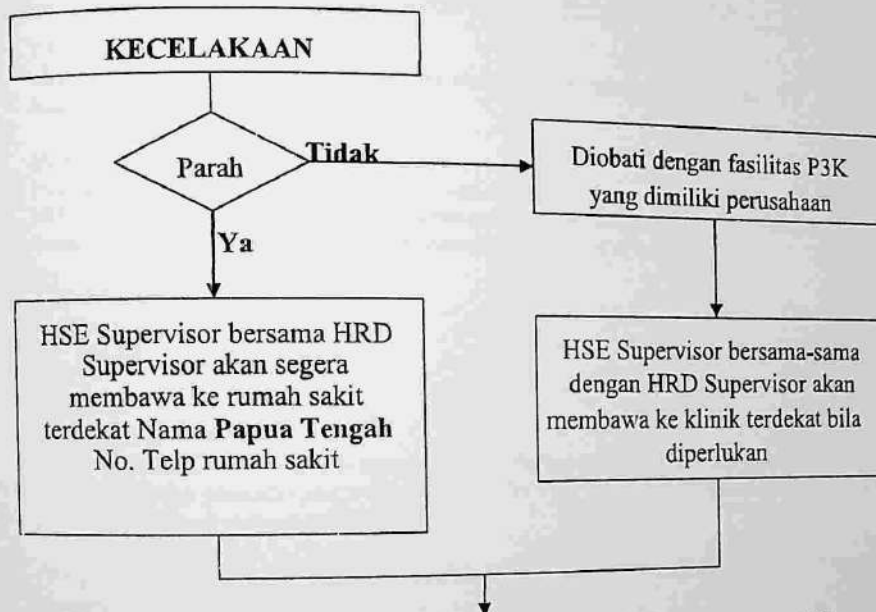 KECELAKAAN
Parah
Tidak
Diobati dengan fasilitas P3K
yang dimiliki perusahaan
Ya
HSE Supervisor bersama HRD
Supervisor akan segera
membawa ke rumah sakit
terdekat Nama Papua Tengah
No. Telp rumah sakit
HSE Supervisor bersama-sama
dengan HRD Supervisor akan
membawa ke klinik terdekat bila
diperlukan